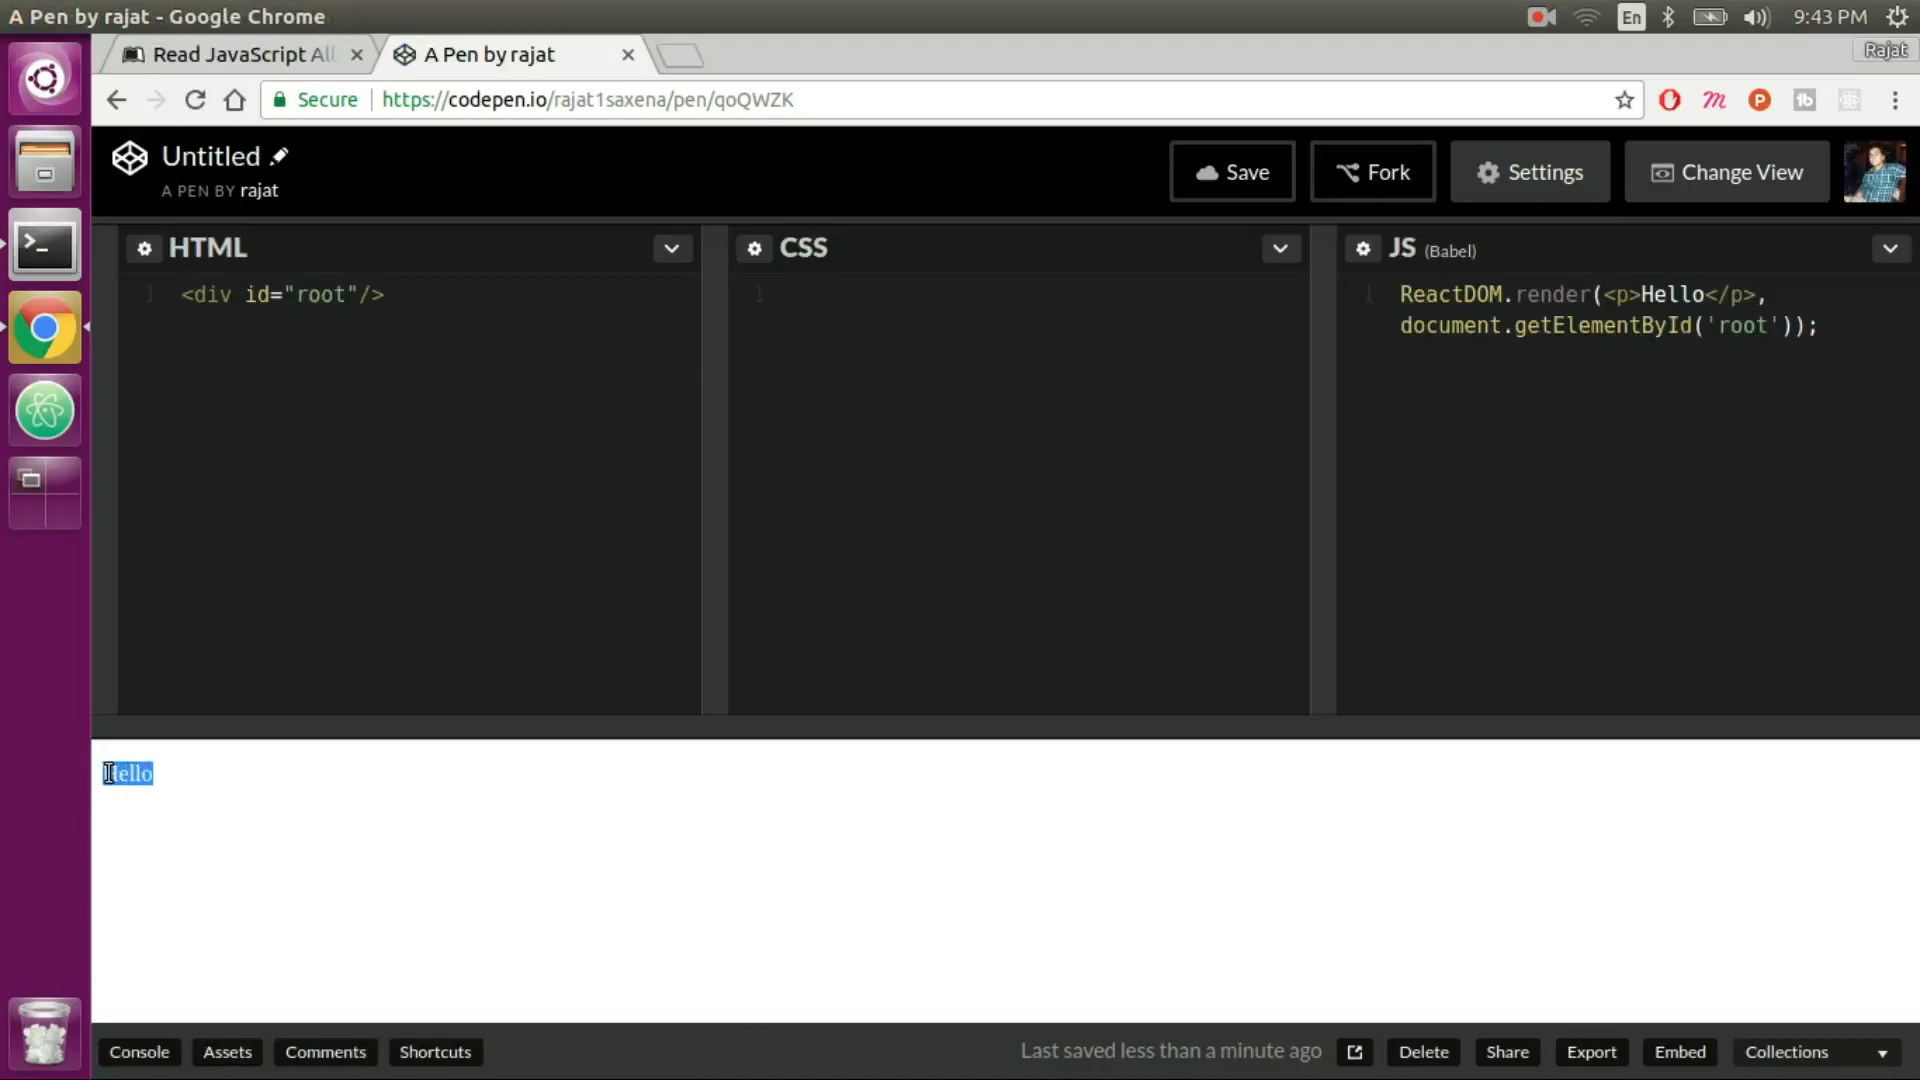 A Pen by rajat - Google Chrome
En
9:43 PM
Read JavaScript All
A Pen by rajat
Rajat
Secure
https://codepen.io/rajat1saxena/pen/qoQWZK
Untitled
A PEN BY rajat
Save
Fork
Settings
Change View
HTML
CSS
JS (Babel)
1 <div id="root"/>
1
1 ReactDOM.render(<p>Hello</p>,
document.getElementById('root'));
Hello
Console
Assets
Comments
Shortcuts
Last saved less than a minute ago
Delete
Share
Export
Embed
Collections